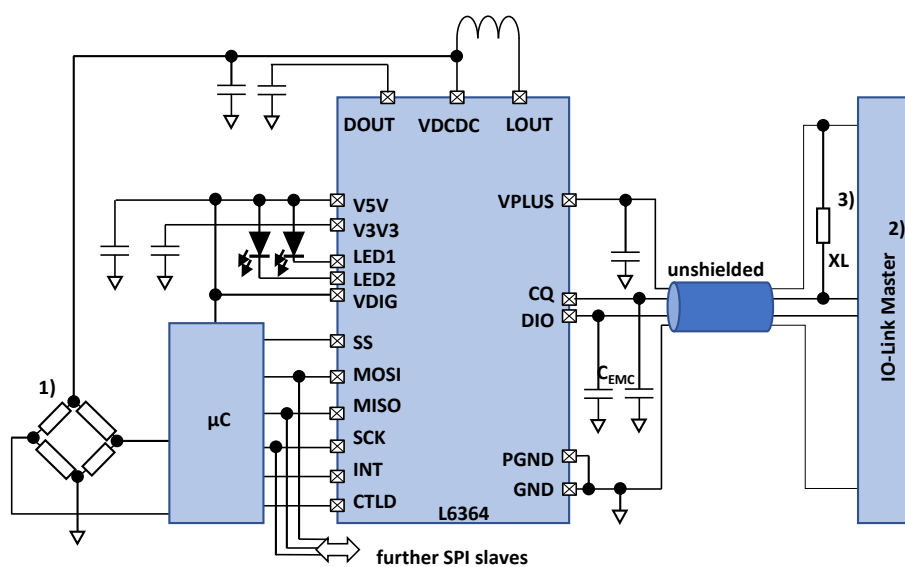 DOUT VDCDC LOUT
V5V
V3V3
LED1
LED2
VDIG
SS
MOSI
MISO
SCK
INT
CTLD
VPLUS
CQ
DIO
PGND
GND
L6364
1)
µC
further SPI slaves
unshielded
CEMC
3)
XL
2)
IO-Link Master